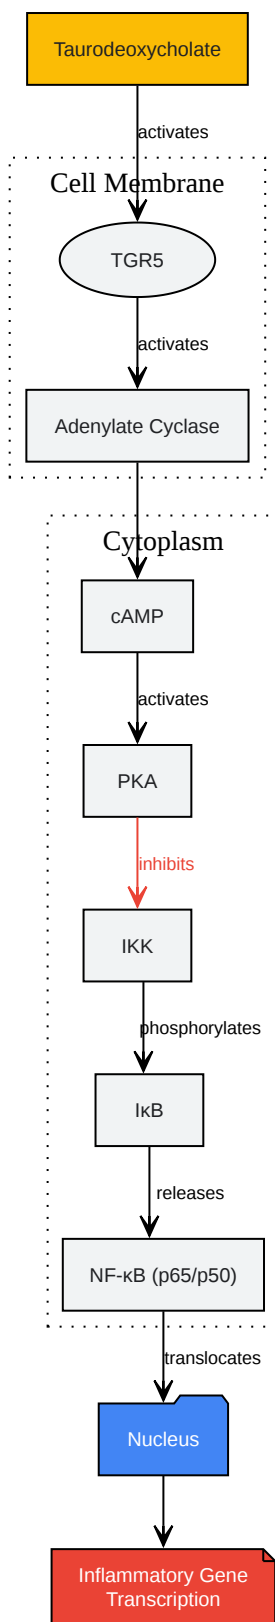 Taurodeoxycholate
activates
Cell Membrane
TGR5
activates
Adenylate Cyclase
Cytoplasm
cAMP
activates
PKA
inhibits
IKK
phosphorylates
IκB
releases
NF-κB (p65/p50)
translocates
Nucleus
Inflammatory Gene
Transcription